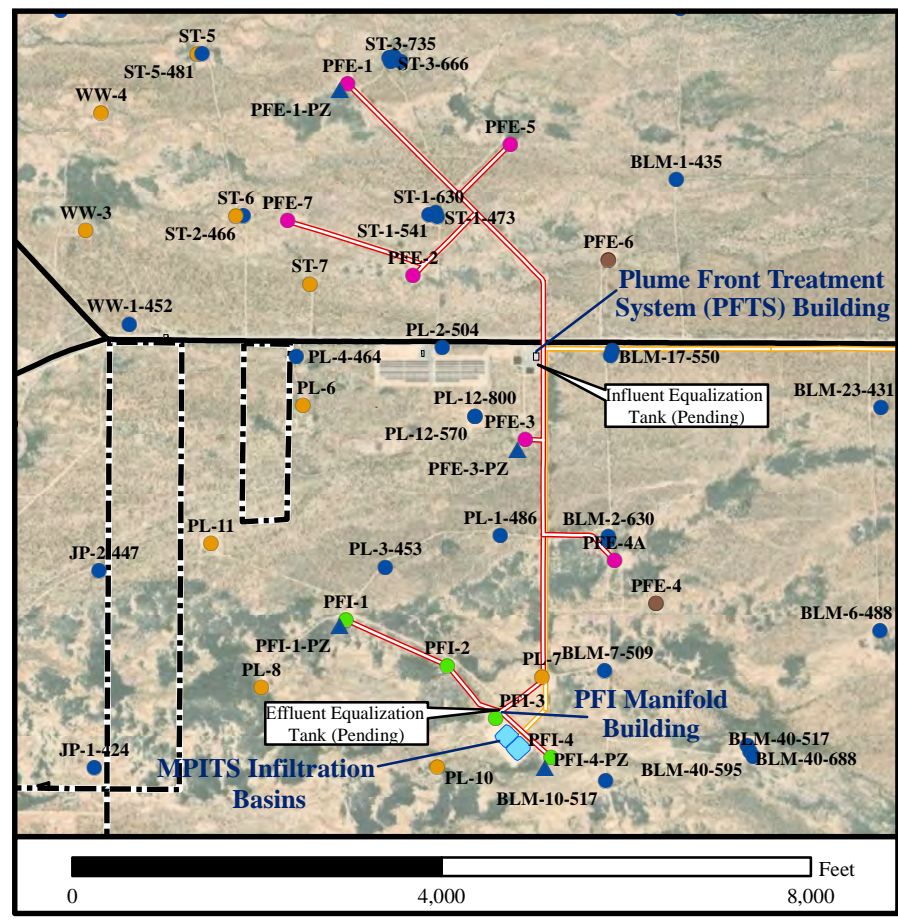 ST-5
ST-3-735
ST-5-481
PFE-1
ST-3-666
WW-4
PFE-1-PZ
PFE-5
BLM-1-435
ST-6
PFE-7
ST-1-630
WW-3
ST-2-466
ST-1-541
ST-1-473
PFE-2
PFE-6
ST-7
Plume Front Treatment
System (PFTS) Building
WW-1-452
PL-2-504
PL-4-464
BLM-17-550
PL-6
PL-12-800
Influent Equalization
Tank (Pending)
BLM-23-431
PL-12-570
PFE-3
PFE-3-PZ
PL-11
PL-1-486
BLM-2-630
JP-2-447
PL-3-453
PFE-4A
PFI-1
PFE-4
PFI-1-PZ
BLM-6-488
PFI-2
PL-7
BLM-7-509
PL-8
PFI-3
PFI Manifold
Building
Effluent Equalization
Tank (Pending)
PFI-4
BLM-40-517
JP-1-424
MPITS Infiltration
Basins
PL-10
PFI-4-PZ
BLM-40-595
BLM-40-688
BLM-10-517
Feet
0
4,000
8,000